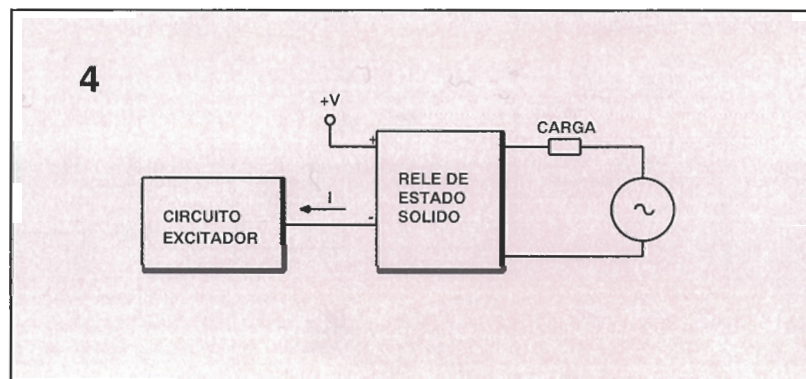 4
+V
+
CARGA
RELE DE
ESTADO
SOLIDO
I
-
CIRCUITO
EXCITADOR
~